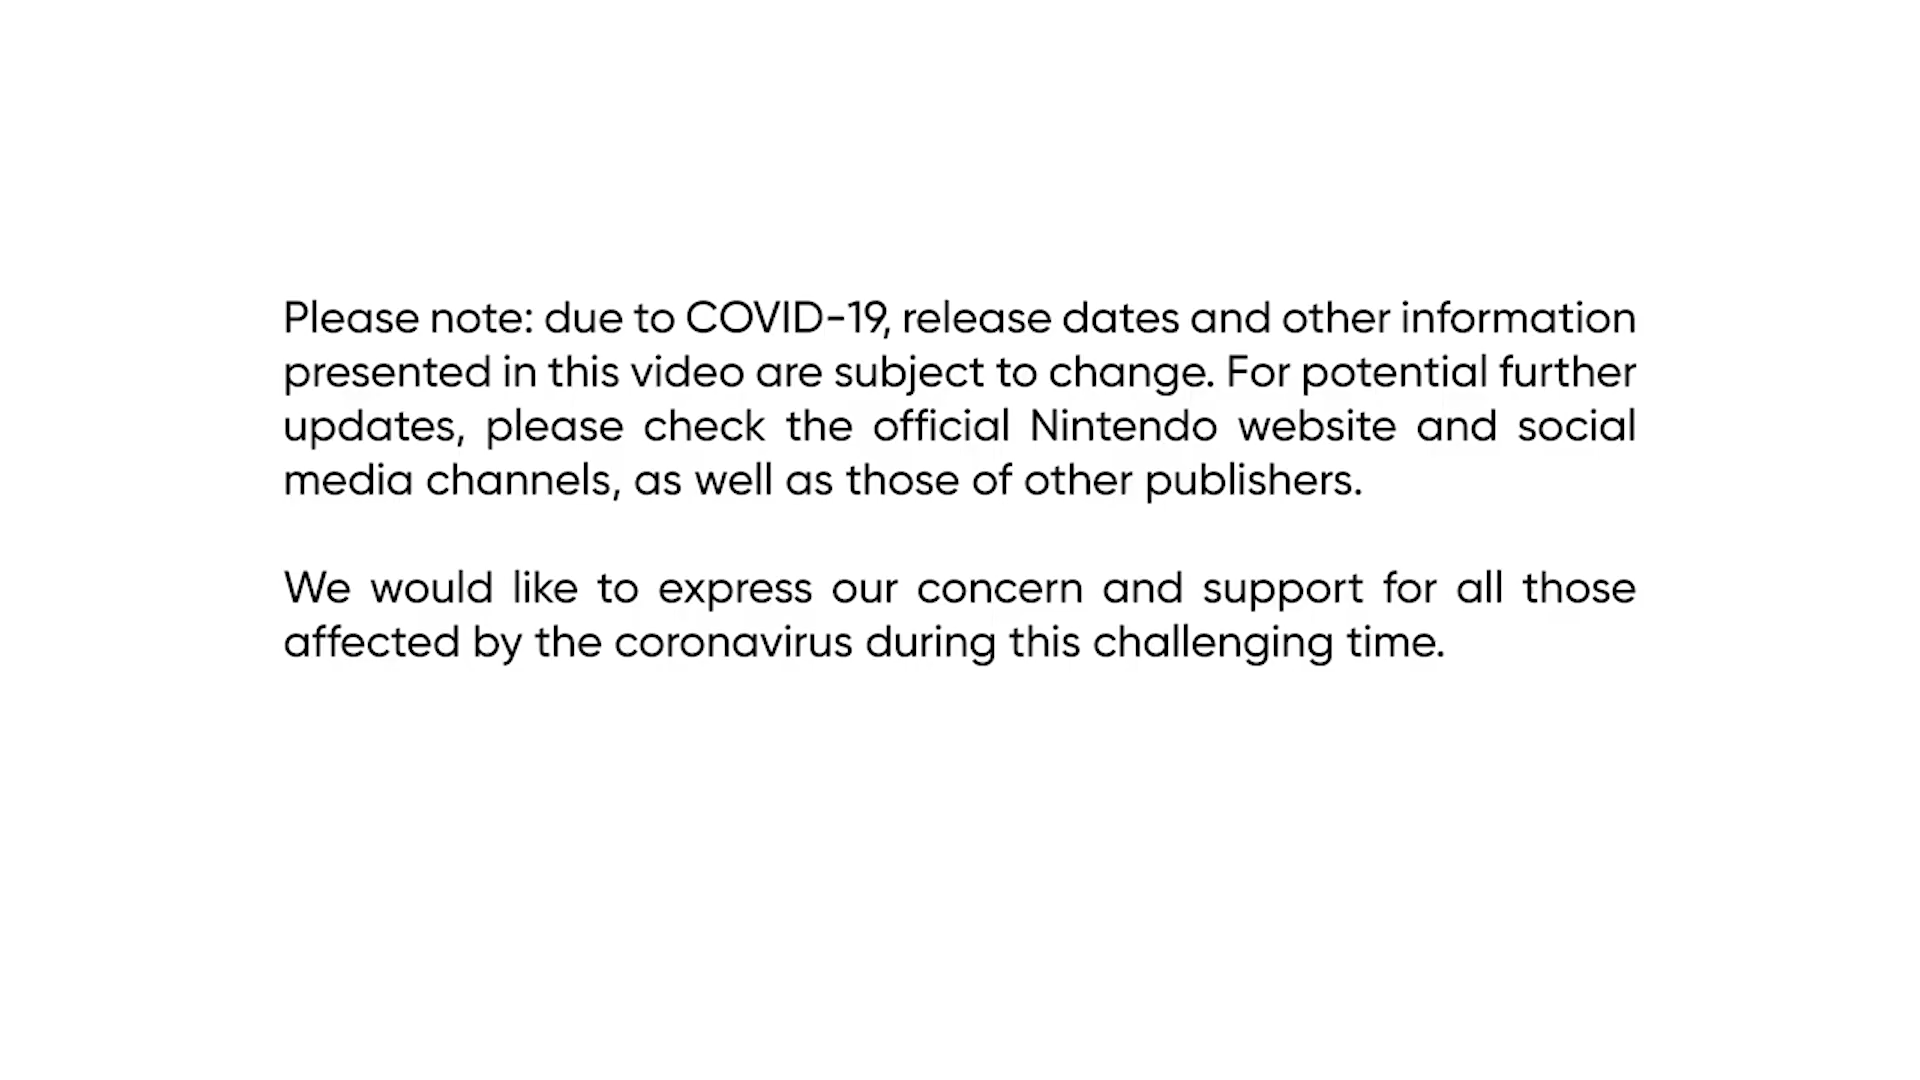 Please note: due to COVID-19, release dates and other information
presented in this video are subject to change. For potential further
updates, please check the official Nintendo website and social
media channels, as well as those of other publishers.
We would like to express our concern and support for all those
affected by the coronavirus during this challenging time.